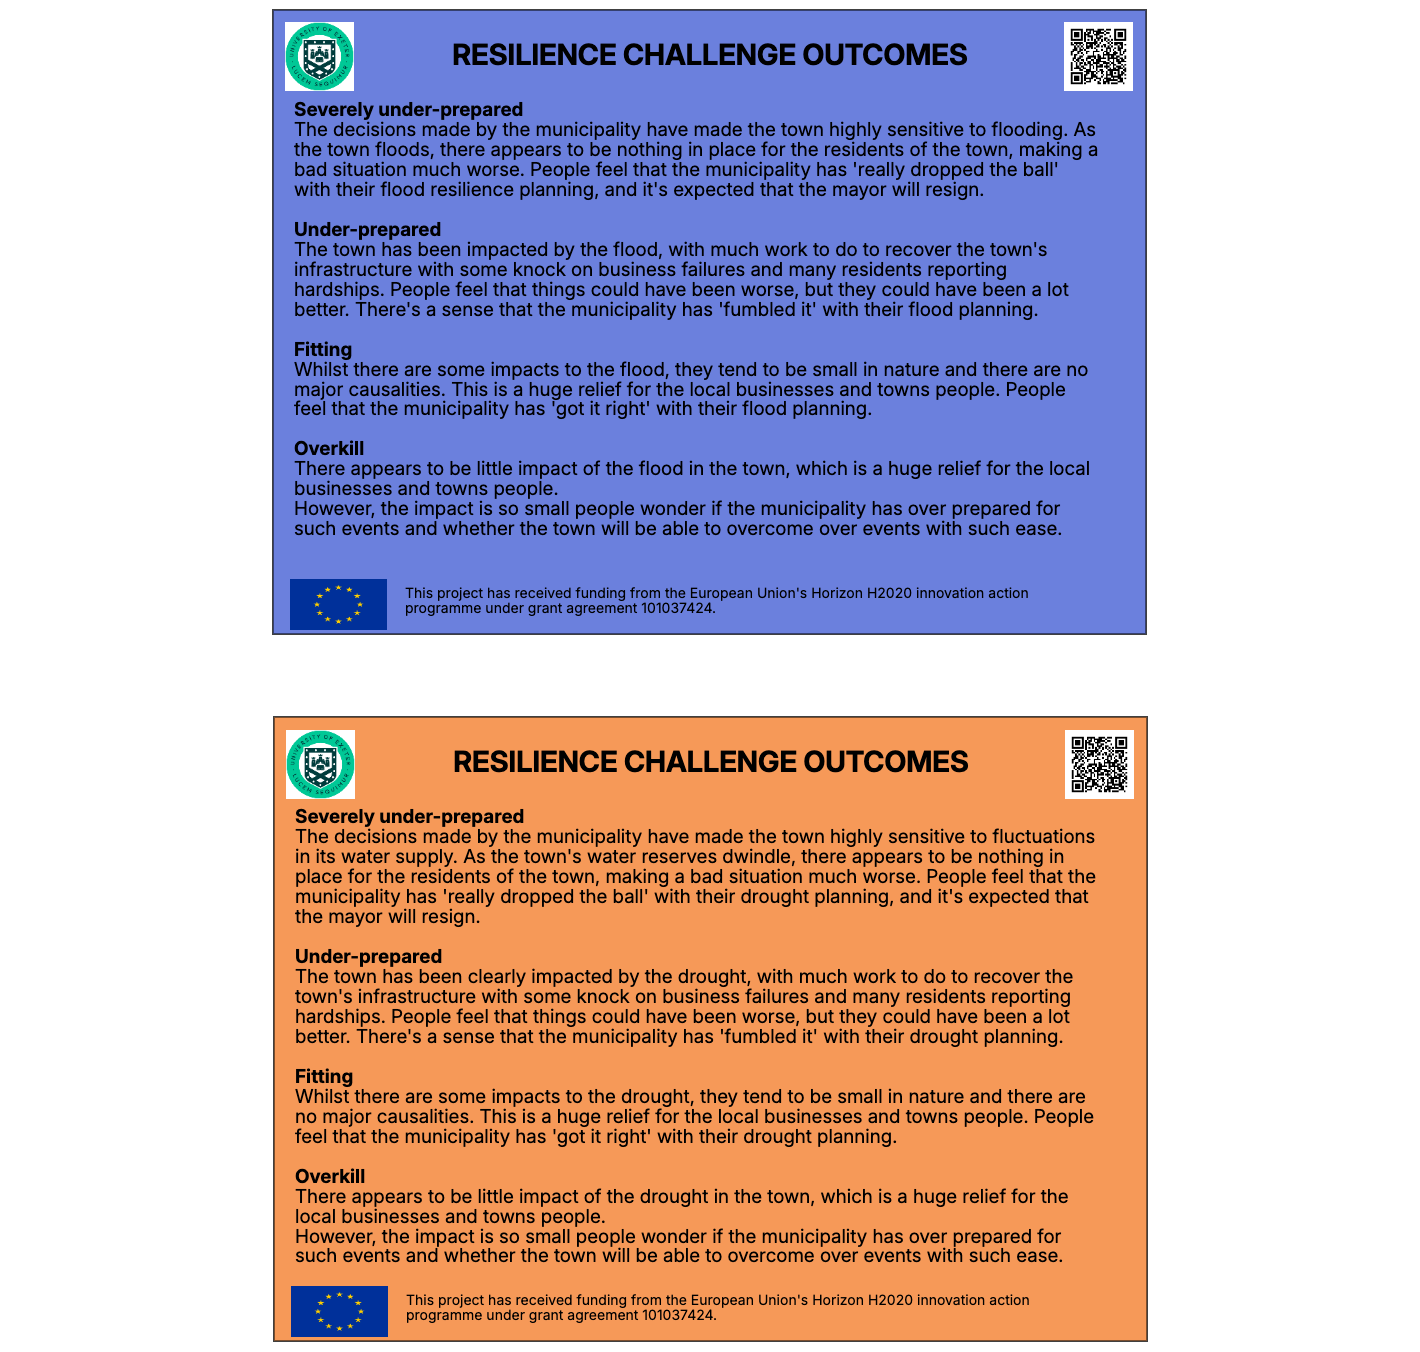 UNIVERSITY OF EXETER
LUCEM SEQUIMUR
RESILIENCE CHALLENGE OUTCOMES
Severely under-prepared
The decisions made by the municipality have made the town highly sensitive to flooding. As
the town floods, there appears to be nothing in place for the residents of the town, making a
bad situation much worse. People feel that the municipality has 'really dropped the ball'
with their flood resilience planning, and it's expected that the mayor will resign.
Under-prepared
The town has been impacted by the flood, with much work to do to recover the town's
infrastructure with some knock on business failures and many residents reporting
hardships. People feel that things could have been worse, but they could have been a lot
better. There's a sense that the municipality has 'fumbled it' with their flood planning.
Fitting
Whilst there are some impacts to the flood, they tend to be small in nature and there are no
major causalities. This is a huge relief for the local businesses and towns people. People
feel that the municipality has 'got it right' with their flood planning.
Overkill
There appears to be little impact of the flood in the town, which is a huge relief for the local
businesses and towns people.
However, the impact is so small people wonder if the municipality has over prepared for
such events and whether the town will be able to overcome over events with such ease.
This project has received funding from the European Union's Horizon H2020 innovation action
programme under grant agreement 101037424.
UNIVERSITY OF EXETER
LUCEM SEQUIMUR
RESILIENCE CHALLENGE OUTCOMES
Severely under-prepared
The decisions made by the municipality have made the town highly sensitive to fluctuations
in its water supply. As the town's water reserves dwindle, there appears to be nothing in
place for the residents of the town, making a bad situation much worse. People feel that the
municipality has 'really dropped the ball' with their drought planning, and it's expected that
the mayor will resign.
Under-prepared
The town has been clearly impacted by the drought, with much work to do to recover the
town's infrastructure with some knock on business failures and many residents reporting
hardships. People feel that things could have been worse, but they could have been a lot
better. There's a sense that the municipality has 'fumbled it' with their drought planning.
Fitting
Whilst there are some impacts to the drought, they tend to be small in nature and there are
no major causalities. This is a huge relief for the local businesses and towns people. People
feel that the municipality has 'got it right' with their drought planning.
Overkill
There appears to be little impact of the drought in the town, which is a huge relief for the
local businesses and towns people.
However, the impact is so small people wonder if the municipality has over prepared for
such events and whether the town will be able to overcome over events with such ease.
This project has received funding from the European Union's Horizon H2020 innovation action
programme under grant agreement 101037424.